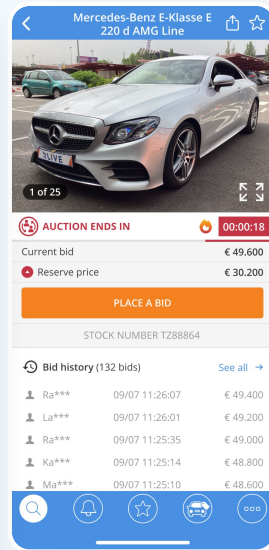 Mercedes-Benz E-Klasse E
220 d AMG Line
3LIVE
1 of 25
AUCTION ENDS IN 00:00:18
Current bid € 49.600
Reserve price € 30.200
PLACE A BID
STOCK NUMBER TZ88864
Bid history (132 bids) See all →
Ra*** 09/07 11:26:07 € 49.400
La*** 09/07 11:26:01 € 49.200
Ra*** 09/07 11:25:35 € 49.000
Ka*** 09/07 11:25:14 € 48.800
Ma*** 09/07 11:25:10 € 48.600